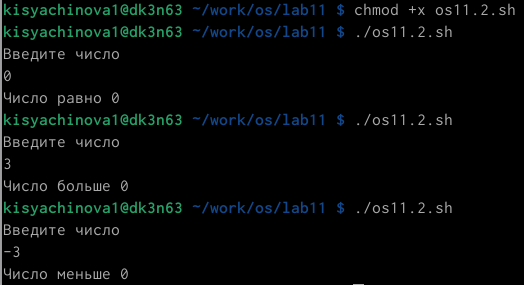 kisyachinova1@dk3n63 ~/work/os/lab11 $ chmod +x os11.2.sh
kisyachinova1@dk3n63 ~/work/os/lab11 $ ./os11.2.sh
Введите число
0
Число равно 0
kisyachinova1@dk3n63 ~/work/os/lab11 $ ./os11.2.sh
Введите число
3
Число больше 0
kisyachinova1@dk3n63 ~/work/os/lab11 $ ./os11.2.sh
Введите число
-3
Число меньше 0